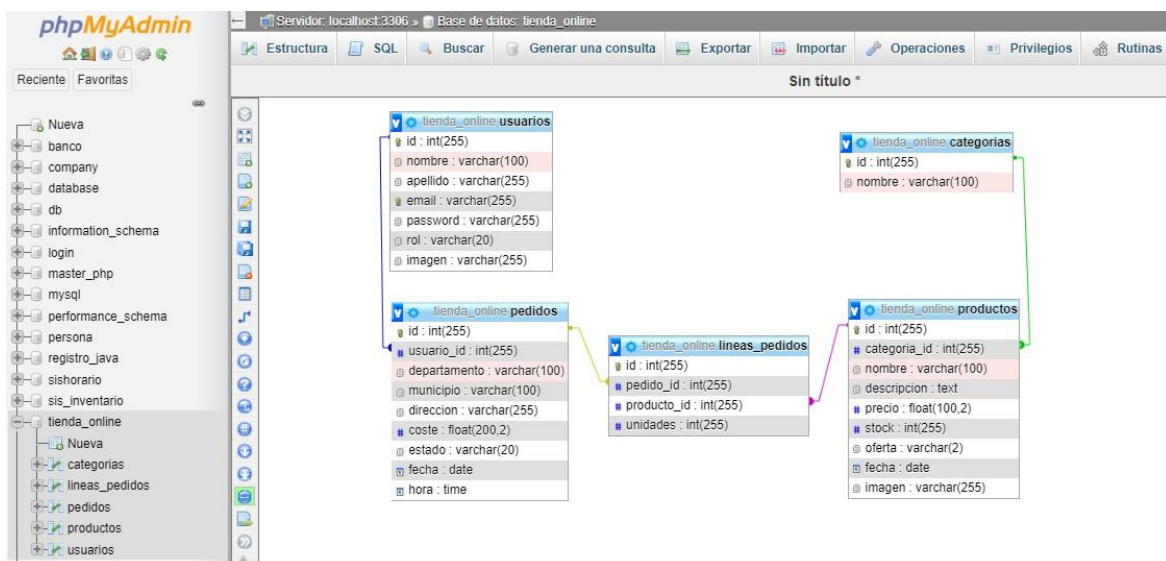 phpMyAdmin
Reciente Favoritas
Nueva
banco
company
database
db
information_schema
login
master_php
mysql
performance_schema
persona
registro_java
sishorario
sis_inventario
tienda_online
Nueva
categorias
lineas_pedidos
pedidos
productos
usuarios
Servidor: localhost:3306 » Base de datos: tienda_online
Estructura SQL Buscar Generar una consulta Exportar Importar Operaciones Privilegios Rutinas
Sin título *
tienda_online usuarios
id : int(255)
nombre : varchar(100)
apellido : varchar(255)
email : varchar(255)
password : varchar(255)
rol : varchar(20)
imagen : varchar(255)
tienda_online categorias
id : int(255)
nombre : varchar(100)
tienda_online pedidos
id : int(255)
usuario_id : int(255)
departamento : varchar(100)
municipio : varchar(100)
direccion : varchar(255)
coste : float(200,2)
estado : varchar(20)
fecha : date
hora : time
tienda_online lineas_pedidos
id : int(255)
pedido_id : int(255)
producto_id : int(255)
unidades : int(255)
tienda_online productos
id : int(255)
categoria_id : int(255)
nombre : varchar(100)
descripcion : text
precio : float(100,2)
stock : int(255)
oferta : varchar(2)
fecha : date
imagen : varchar(255)